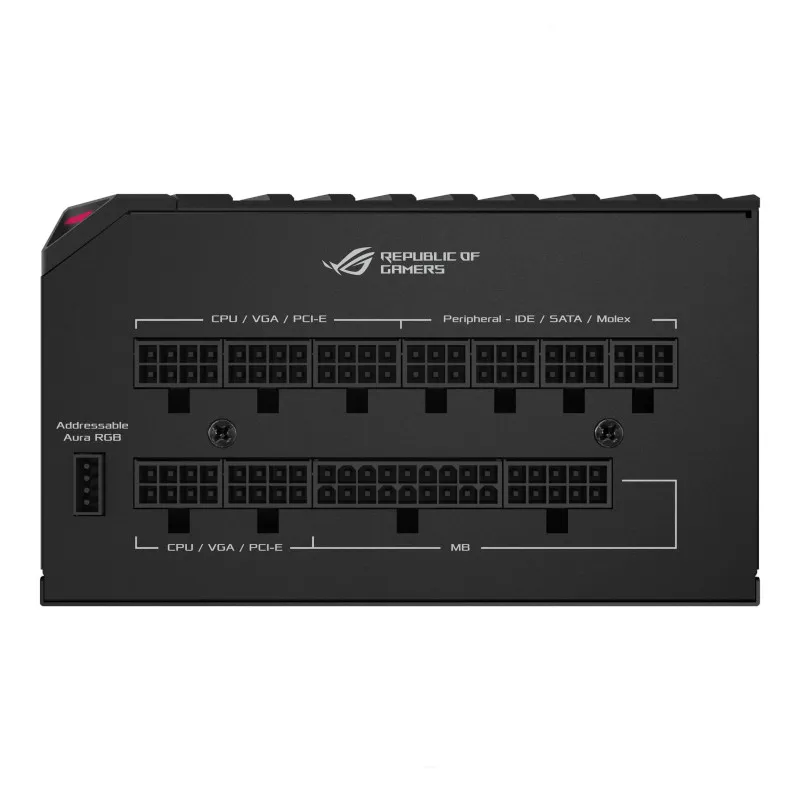 REPUBLIC OF
GAMERS
CPU / VGA / PCI-E
Peripheral - IDE / SATA / Molex
Addressable
Aura RGB
CPU / VGA / PCI-E
MB